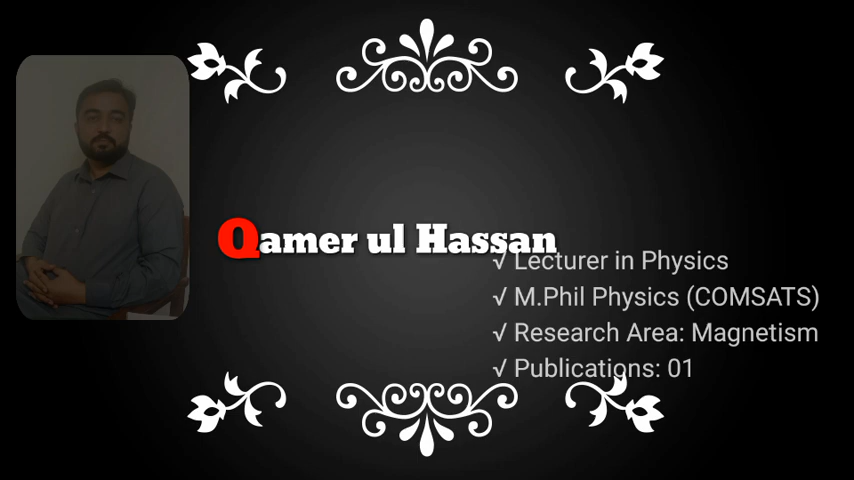 Qamer ul Hassan
√ Lecturer in Physics
√ M.Phil Physics (COMSATS)
√ Research Area: Magnetism
√ Publications: 01